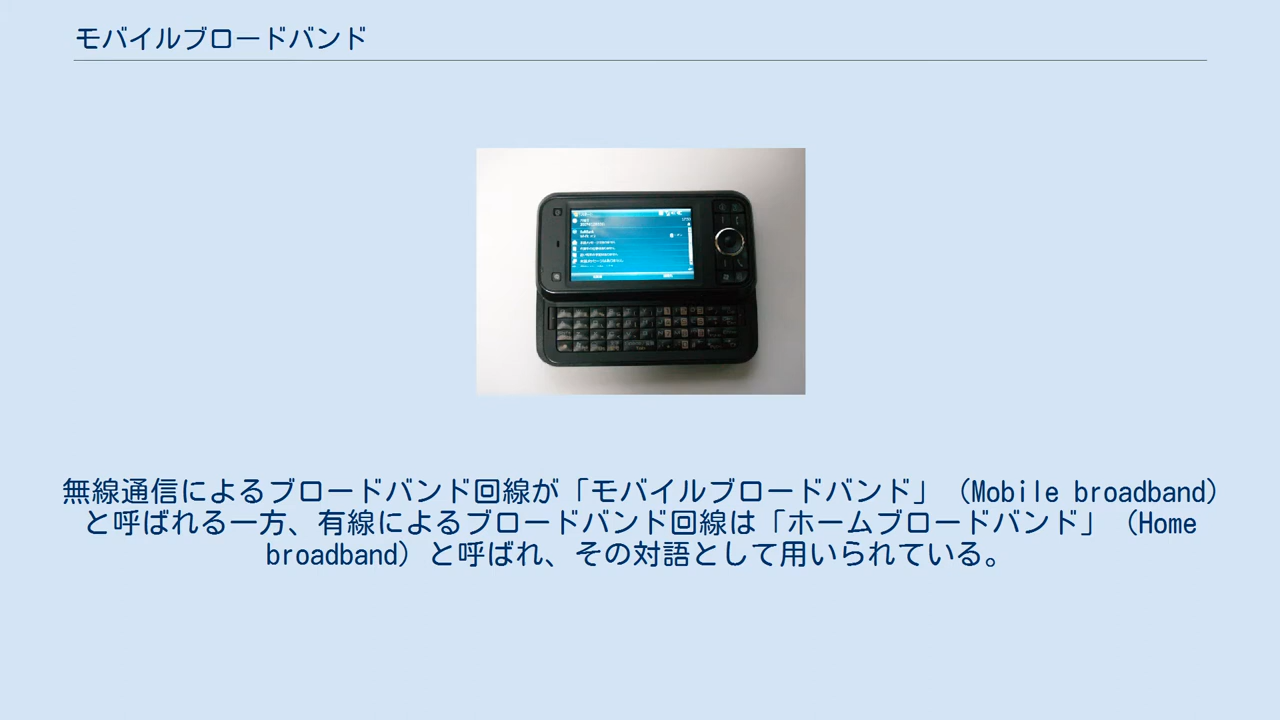 モバイルブロードバンド
無線通信によるブロードバンド回線が「モバイルブロードバンド」（Mobile broadband）
と呼ばれる一方、有線によるブロードバンド回線は「ホームブロードバンド」（Home
broadband）と呼ばれ、その対語として用いられている。